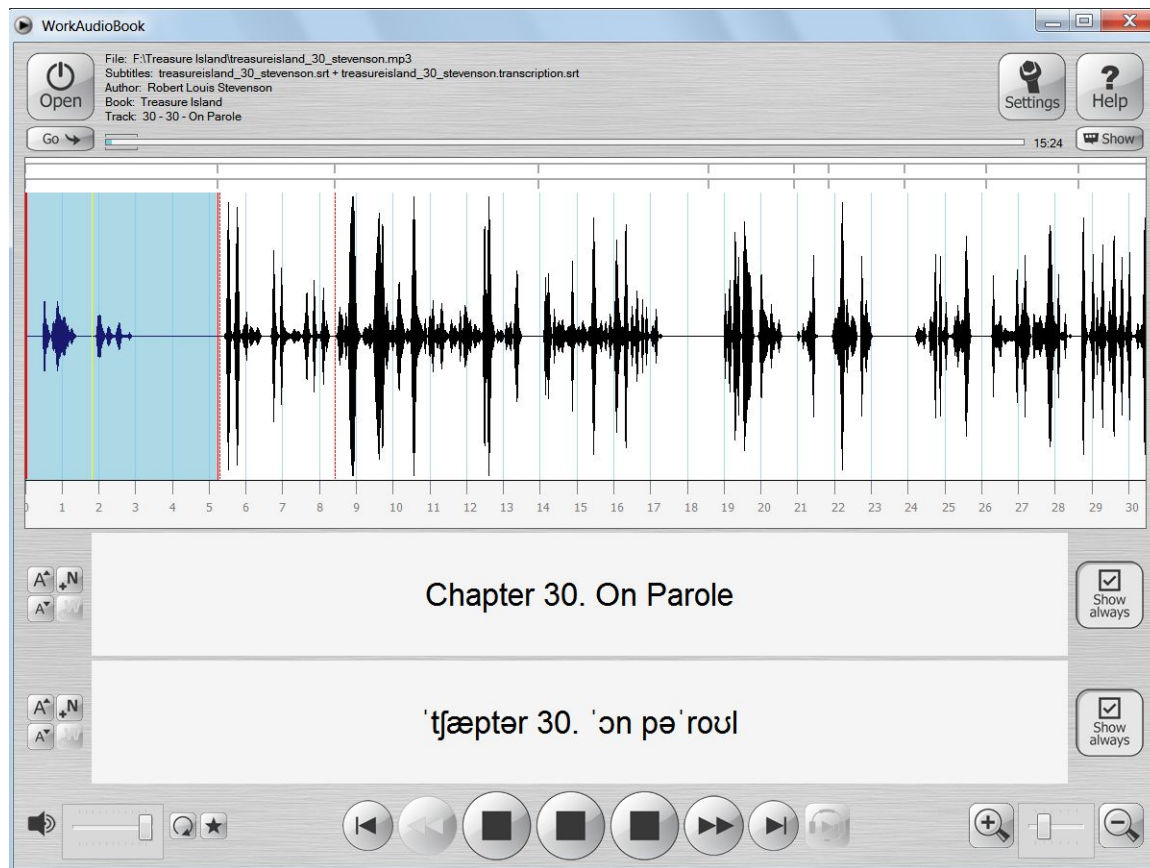 WorkAudioBook
File: F:\Treasure Island\treasureisland_30_stevenson.mp3
Subtitles: treasureisland_30_stevenson.srt + treasureisland_30_stevenson.transcription.srt
Author: Robert Louis Stevenson
Book: Treasure Island
Track: 30 - 30 - On Parole
Open
Settings
? Help
Go
15:24
Show
0 1 2 3 4 5 6 7 8 9 10 11 12 13 14 15 16 17 18 19 20 21 22 23 24 25 26 27 28 29 30
A +N
A W
Chapter 30. On Parole
Show always
A +N
A W
ˈtʃæptər 30. ˈɔn pəˈroʊl
Show always